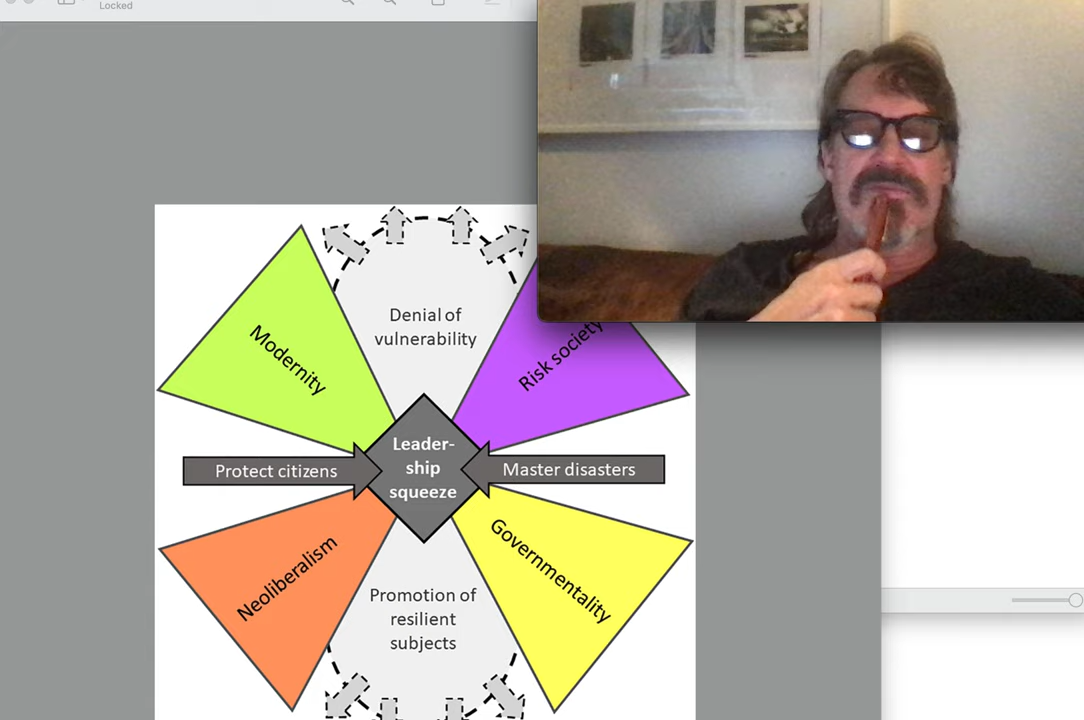 Locked
Denial of
vulnerability
Modernity
Risk society
Leader-
ship
squeeze
Protect citizens
Master disasters
Neoliberalism
Governmentality
Promotion of
resilient
subjects